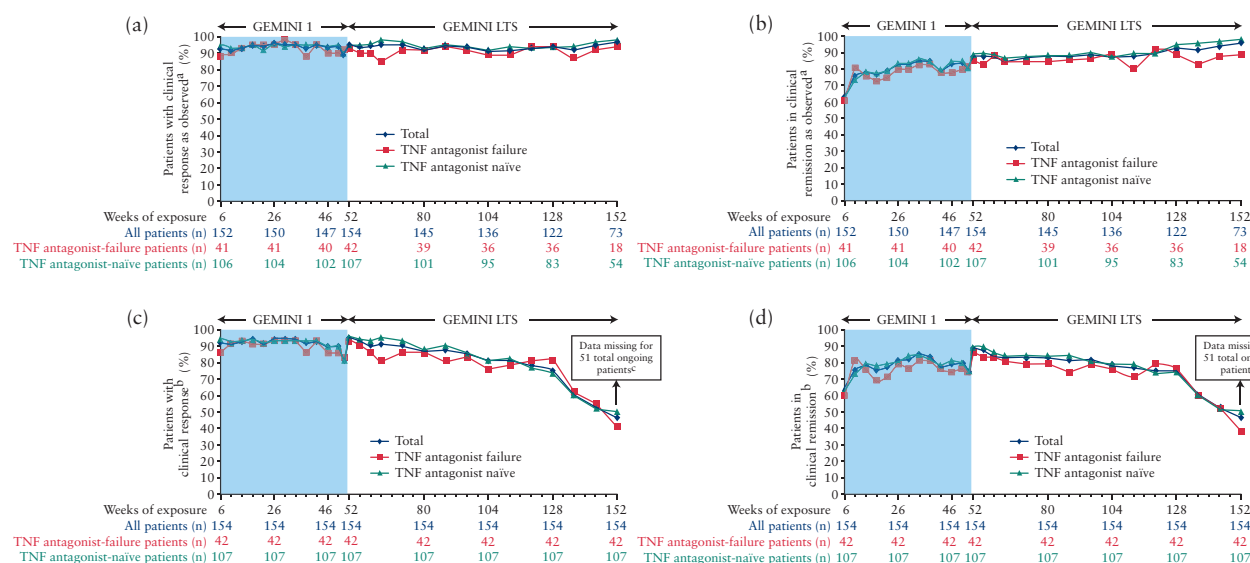 (a)
GEMINI 1
GEMINI LTS
Patients with clinical
response as observed^a (%)
100
90
80
70
60
50
40
30
20
10
0
Total
TNF antagonist failure
TNF antagonist naïve
Weeks of exposure 6 26 46 52 80 104 128 152
All patients (n) 152 150 147 154 145 136 122 73
TNF antagonist-failure patients (n) 41 41 40 42 39 36 36 18
TNF antagonist-naïve patients (n) 106 104 102 107 101 95 83 54
(b)
GEMINI 1
GEMINI LTS
Patients in clinical
remission as observed^a (%)
100
90
80
70
60
50
40
30
20
10
0
Total
TNF antagonist failure
TNF antagonist naïve
Weeks of exposure 6 26 46 52 80 104 128 152
All patients (n) 152 150 147 154 145 136 122 73
TNF antagonist-failure patients (n) 41 41 40 42 39 36 36 18
TNF antagonist-naïve patients (n) 106 104 102 107 101 95 83 54
(c)
GEMINI 1
GEMINI LTS
Patients with
clinical response^b (%)
100
90
80
70
60
50
40
30
20
10
0
Data missing for
51 total ongoing
patients^c
Total
TNF antagonist failure
TNF antagonist naïve
Weeks of exposure 6 26 46 52 80 104 128 152
All patients (n) 154 154 154 154 154 154 154 154
TNF antagonist-failure patients (n) 42 42 42 42 42 42 42 42
TNF antagonist-naïve patients (n) 107 107 107 107 107 107 107 107
(d)
GEMINI 1
GEMINI LTS
Patients in
clinical remission^b (%)
100
90
80
70
60
50
40
30
20
10
0
Data missi
51 total on
patient
Total
TNF antagonist failure
TNF antagonist naïve
Weeks of exposure 6 26 46 52 80 104 128 152
All patients (n) 154 154 154 154 154 154 154 154
TNF antagonist-failure patients (n) 42 42 42 42 42 42 42 42
TNF antagonist-naïve patients (n) 107 107 107 107 107 107 107 107